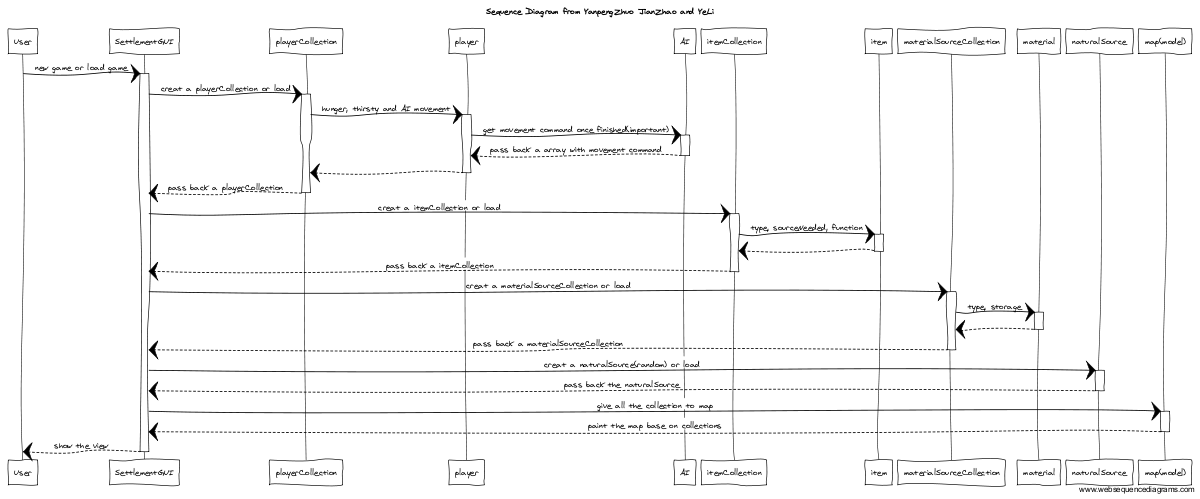 Sequence Diagram from YanpengZhuo JianZhao and YeLi
User SettlementGUI playerCollection player AI itemCollection item materialSourceCollection material naturalSource map(model)
new game or load game
creat a playerCollection or load
hunger, thirsty and AI movement
get movement command once finished(important)
pass back a array with movement command
pass back a playerCollection
creat a itemCollection or load
type, sourceNeeded, function
pass back a itemCollection
creat a materialSourceCollection or load
type, storage
pass back a materialSourceCollection
creat a naturalSource(random) or load
pass back the naturalSource
give all the collection to map
paint the map base on collections
show the View
User SettlementGUI playerCollection player AI itemCollection item materialSourceCollection material naturalSource map(model)
www.websequencediagrams.com